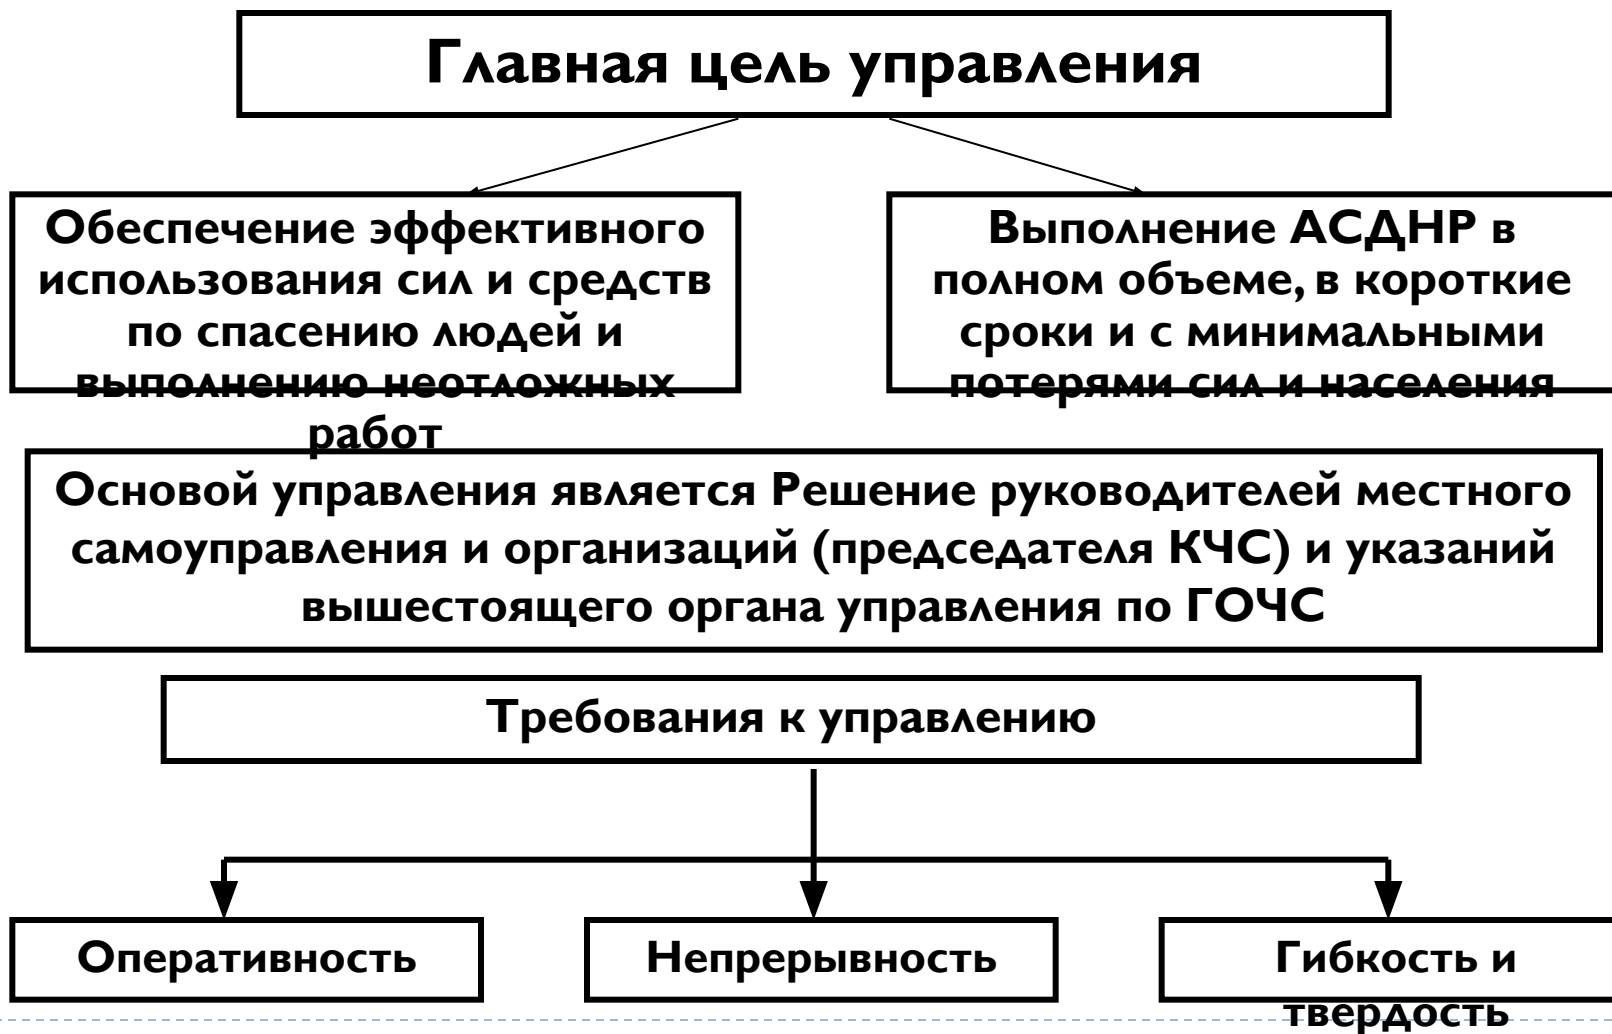 Главная цель управления
Обеспечение эффективного
использования сил и средств
по спасению людей и
выполнению неотложных
работ
Выполнение АСДНР в
полном объеме, в короткие
сроки и с минимальными
потерями сил и населения
Основой управления является Решение руководителей местного
самоуправления и организаций (председателя КЧС) и указаний
вышестоящего органа управления по ГОЧС
Требования к управлению
Оперативность
Непрерывность
Гибкость и
твердость